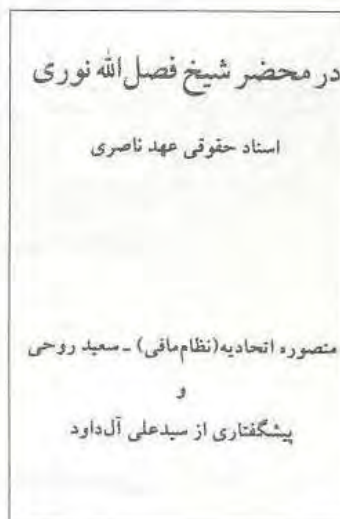 در محضر شیخ فضل‌الله نوری
اسناد حقوقی عهد ناصری
منصوره اتحادیه(نظام‌مافی) ـ سعید روحی
و
پیشگفتاری از سیدعلی آل‌داود